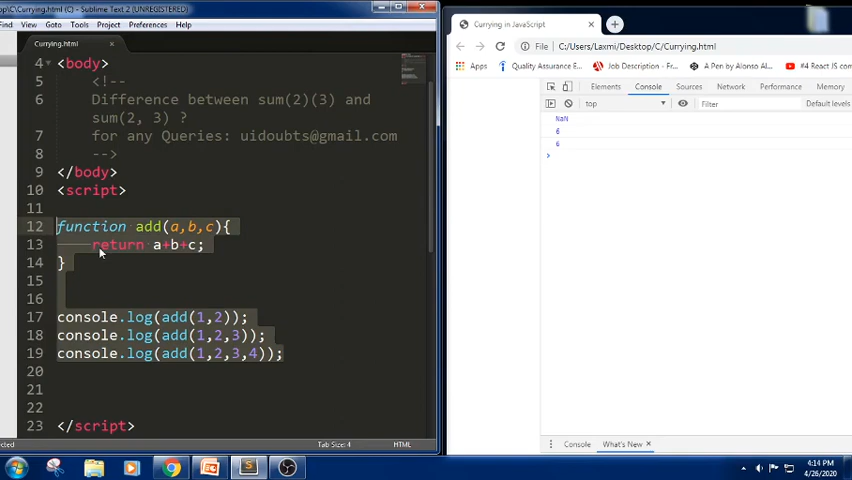 op\C\Currying.html - Sublime Text 2 (UNREGISTERED)
Find View Goto Tools Project Preferences Help
Currying.html
4 <body>
5 <!--
6 Difference between sum(2)(3) and
sum(2, 3) ?
7 for any Queries: uidoubts@gmail.com
8 -->
9 </body>
10 <script>
11
12 function add(a,b,c){
13 return a+b+c;
14 }
15
16
17 console.log(add(1,2));
18 console.log(add(1,2,3));
19 console.log(add(1,2,3,4));
20
21
22
23 </script>
Tab Size: 4 HTML
Currying in JavaScript
File C:/Users/Laxmi/Desktop/C/Currying.html
Apps Quality Assurance E... Job Description - Fr... A Pen by Alonso Al... #4 React JS com
Elements Console Sources Network Performance Memory
top Filter Default levels
NaN
6
6
>
Console What's New
4:14 PM
4/26/2020